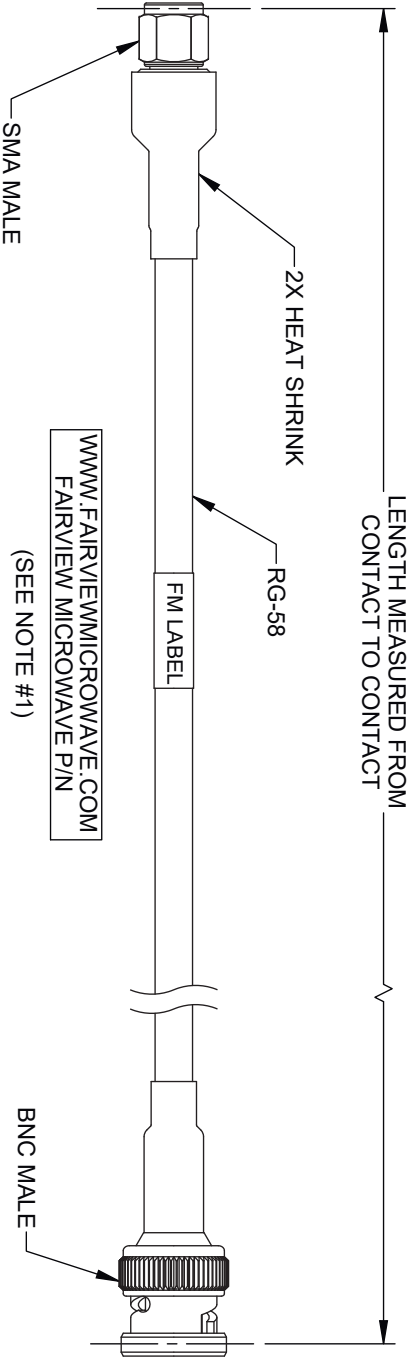 LENGTH MEASURED FROM
CONTACT TO CONTACT
2X HEAT SHRINK
RG-58
FM LABEL
SMA MALE
WWW.FAIRVIEWMICROWAVE.COM
FAIRVIEW MICROWAVE P/N
(SEE NOTE #1)
BNC MALE